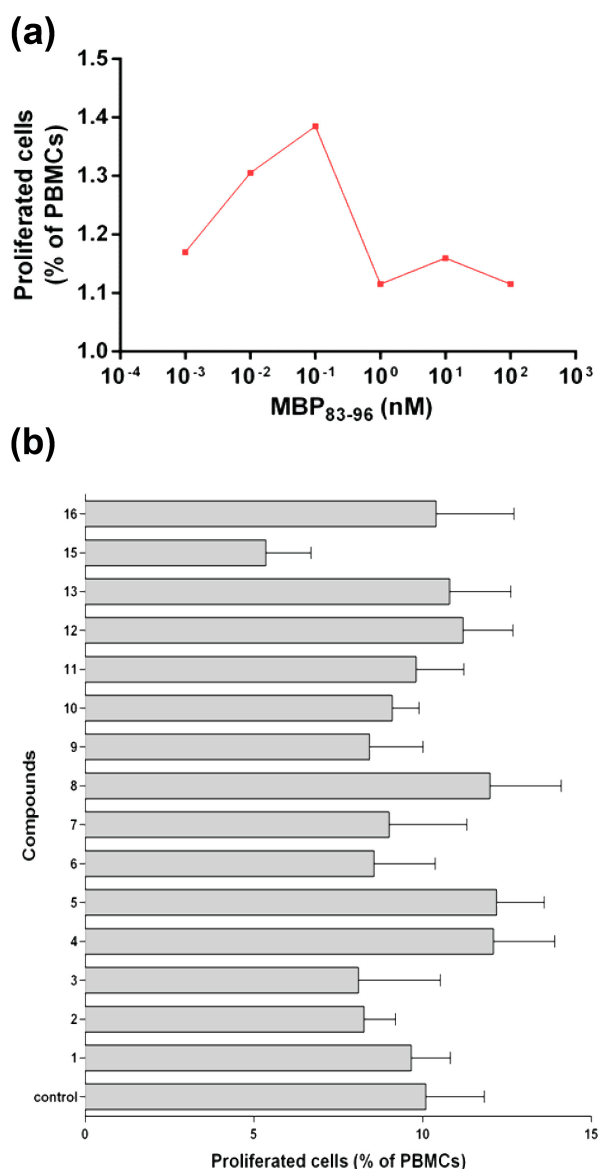 (a)
Proliferated cells
(% of PBMCs)
1.5
1.4
1.3
1.2
1.1
1.0
10⁻⁴ 10⁻³ 10⁻² 10⁻¹ 10⁰ 10¹ 10² 10³
MBP₈₃₋₉₆ (nM)
(b)
Compounds
16
15
13
12
11
10
9
8
7
6
5
4
3
2
1
control
0 5 10 15
Proliferated cells (% of PBMCs)